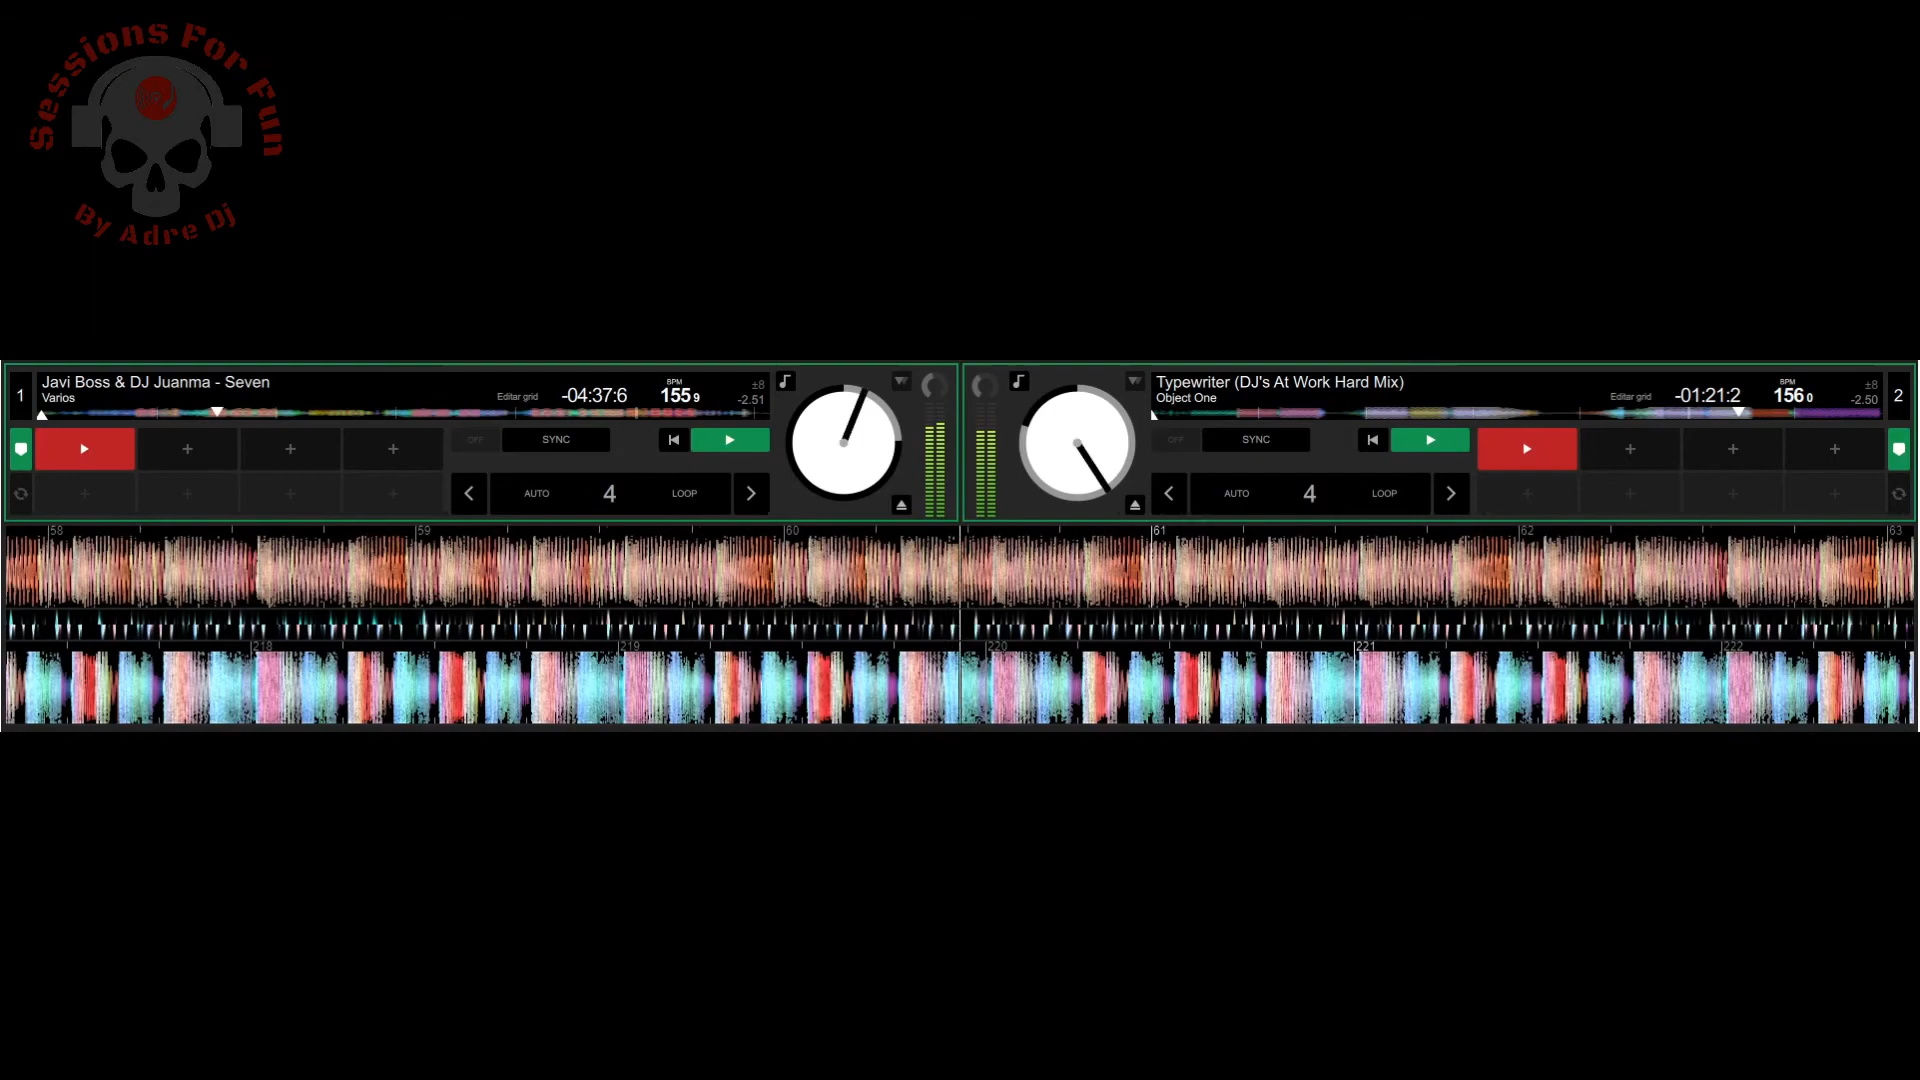 Sessions For Fun
By Adre Dj
1
Javi Boss & DJ Juanma - Seven
Varios
Editar grid
-04:37:6
BPM
155 9
±8
-2.51
Typewriter (DJ's At Work Hard Mix)
Object One
Editar grid
-01:21:2
BPM
156 0
±8
-2.50
2
OFF
SYNC
OFF
SYNC
AUTO 4 LOOP
AUTO 4 LOOP
58 59 60 61 62 63
218 219 220 221 222